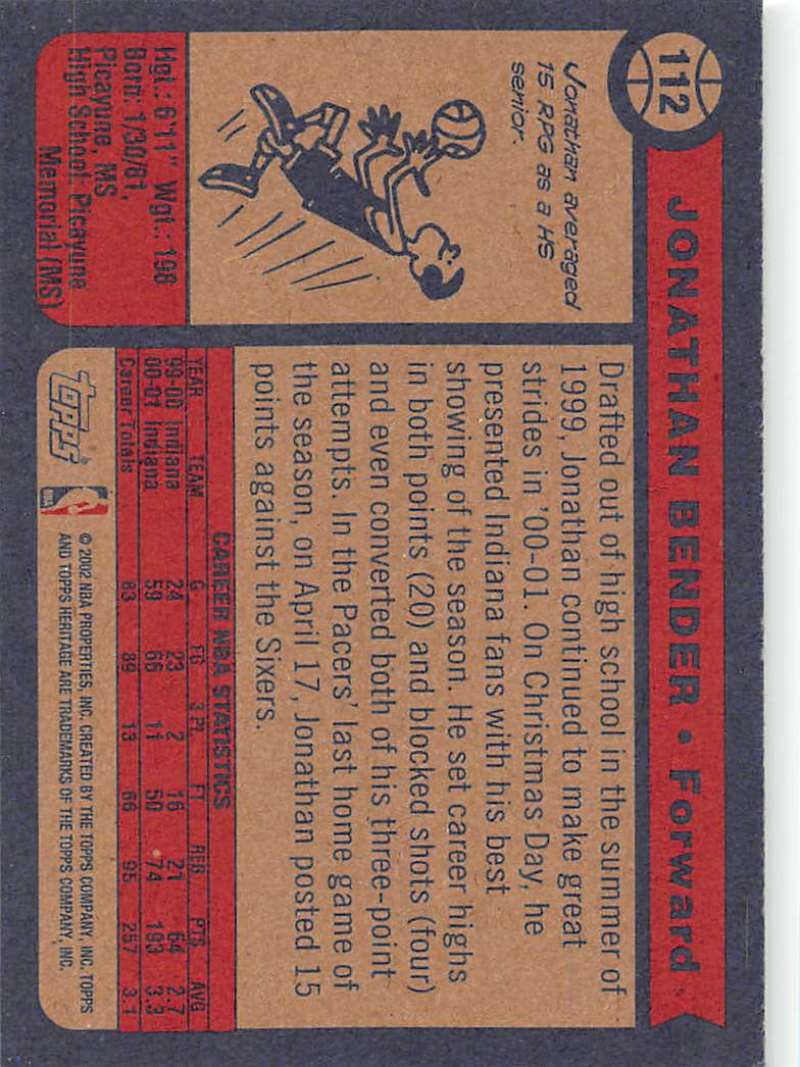 112
JONATHAN BENDER • Forward
Jonathan averaged
15 RPG as a HS
senior.
Hgt.: 6'11" Wgt.: 198
Born: 1/30/81,
Picayune, MS
High School Picayune
Memorial (MS)
Drafted out of high school in the summer of
1999, Jonathan continued to make great
strides in '00-01. On Christmas Day, he
presented Indiana fans with his best
showing of the season. He set career highs
in both points (20) and blocked shots (four)
and even converted both of his three-point
attempts. In the Pacers' last home game of
the season, on April 17, Jonathan posted 15
points against the Sixers.
CAREER NBA STATISTICS
YEAR TEAM G FG 3 PT. FT REB PTS AVG
99-00 Indiana 24 23 2 16 21 64 2.7
00-01 Indiana 59 66 11 50 74 193 3.3
Career Totals 83 89 13 66 95 257 3.1
Topps
NBA
© 2002 NBA PROPERTIES, INC. CREATED BY THE TOPPS COMPANY, INC. TOPPS
AND TOPPS HERITAGE ARE TRADEMARKS OF THE TOPPS COMPANY, INC.